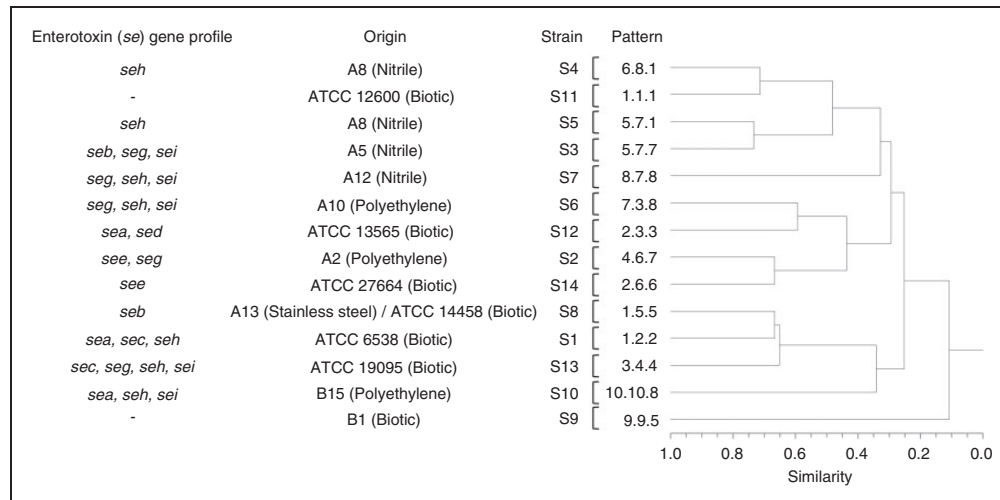 Enterotoxin (se) gene profile Origin Strain Pattern
seh A8 (Nitrile) S4 6.8.1
- ATCC 12600 (Biotic) S11 1.1.1
seh A8 (Nitrile) S5 5.7.1
seb, seg, sei A5 (Nitrile) S3 5.7.7
seg, seh, sei A12 (Nitrile) S7 8.7.8
seg, seh, sei A10 (Polyethylene) S6 7.3.8
sea, sed ATCC 13565 (Biotic) S12 2.3.3
see, seg A2 (Polyethylene) S2 4.6.7
see ATCC 27664 (Biotic) S14 2.6.6
seb A13 (Stainless steel) / ATCC 14458 (Biotic) S8 1.5.5
sea, sec, seh ATCC 6538 (Biotic) S1 1.2.2
sec, seg, seh, sei ATCC 19095 (Biotic) S13 3.4.4
sea, seh, sei B15 (Polyethylene) S10 10.10.8
- B1 (Biotic) S9 9.9.5
1.0 0.8 0.6 0.4 0.2 0.0
Similarity